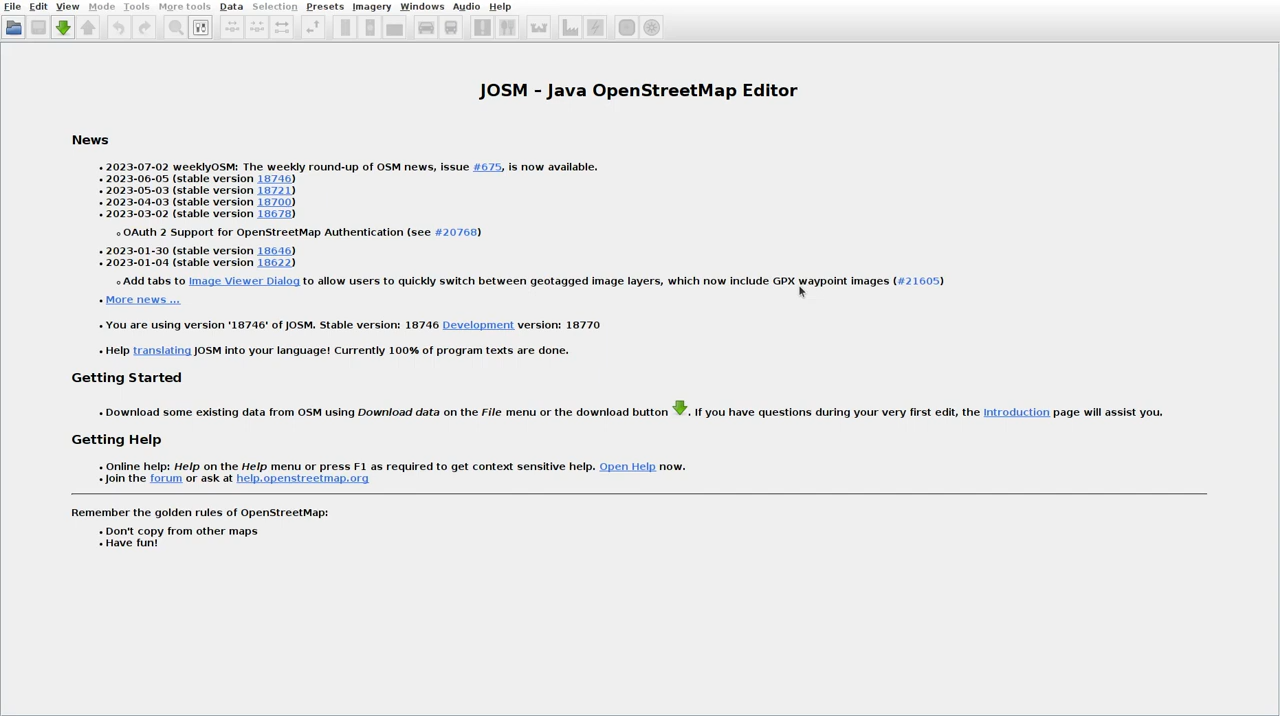 File Edit View Mode Tools More tools Data Selection Presets Imagery Windows Audio Help
JOSM – Java OpenStreetMap Editor
News
2023-07-02 weeklyOSM: The weekly round-up of OSM news, issue #675, is now available.
2023-06-05 (stable version 18746)
2023-05-03 (stable version 18721)
2023-04-03 (stable version 18700)
2023-03-02 (stable version 18678)
OAuth 2 Support for OpenStreetMap Authentication (see #20768)
2023-01-30 (stable version 18646)
2023-01-04 (stable version 18622)
Add tabs to Image Viewer Dialog to allow users to quickly switch between geotagged image layers, which now include GPX waypoint images (#21605)
More news ...
You are using version '18746' of JOSM. Stable version: 18746 Development version: 18770
Help translating JOSM into your language! Currently 100% of program texts are done.
Getting Started
Download some existing data from OSM using Download data on the File menu or the download button . If you have questions during your very first edit, the Introduction page will assist you.
Getting Help
Online help: Help on the Help menu or press F1 as required to get context sensitive help. Open Help now.
Join the forum or ask at help.openstreetmap.org
Remember the golden rules of OpenStreetMap:
Don't copy from other maps
Have fun!